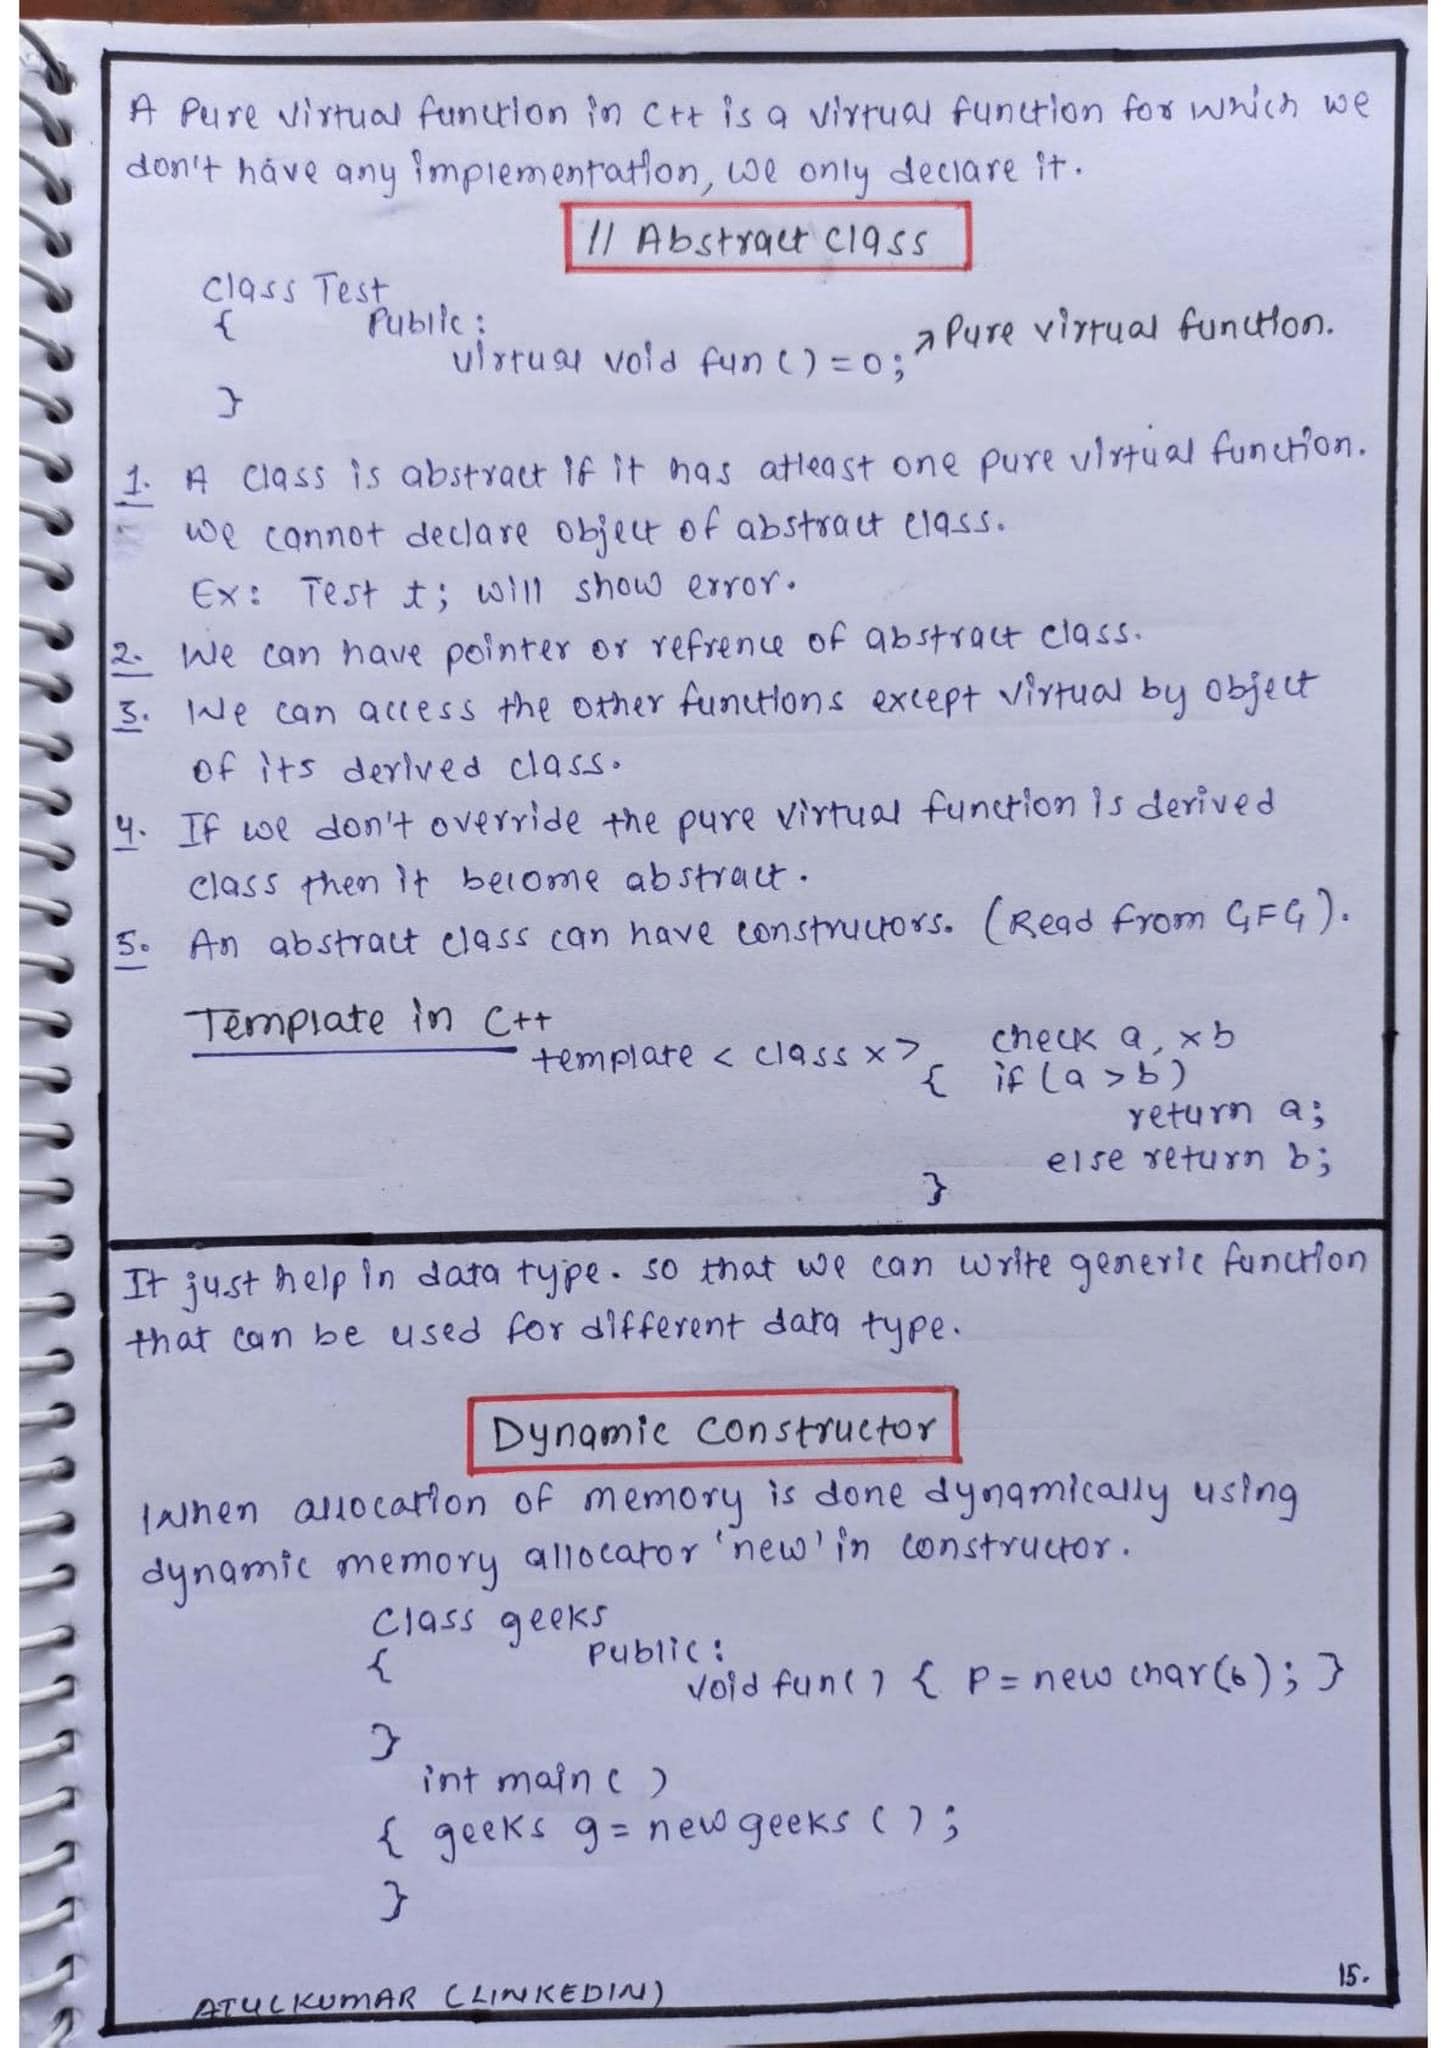 A Pure virtual function in C++ is a virtual function for which we
don't have any implementation, we only declare it.
// Abstract class
class Test
{ Public:
virtual void fun () = 0; Pure virtual function.
}
1. A class is abstract if it has atleast one pure virtual function.
We cannot declare object of abstract class.
Ex: Test t; will show error.
2. We can have pointer or refrence of abstract class.
3. We can access the other functions except virtual by object
of its derived class.
4. If we don't override the pure virtual function is derived
class then it become abstract.
5. An abstract class can have constructors. (Read from GFG).
Template in C++
template < class x > check a, x b
{ if (a > b)
return a;
else return b;
}
It just help in data type. so that we can write generic function
that can be used for different data type.
Dynamic Constructor
When allocation of memory is done dynamically using
dynamic memory allocator 'new' in constructor.
Class geeks
{ Public:
void fun() { P = new char(6); }
}
int main ( )
{ geeks g = new geeks ( );
}
15.
ATULKUMAR (LINKEDIN)